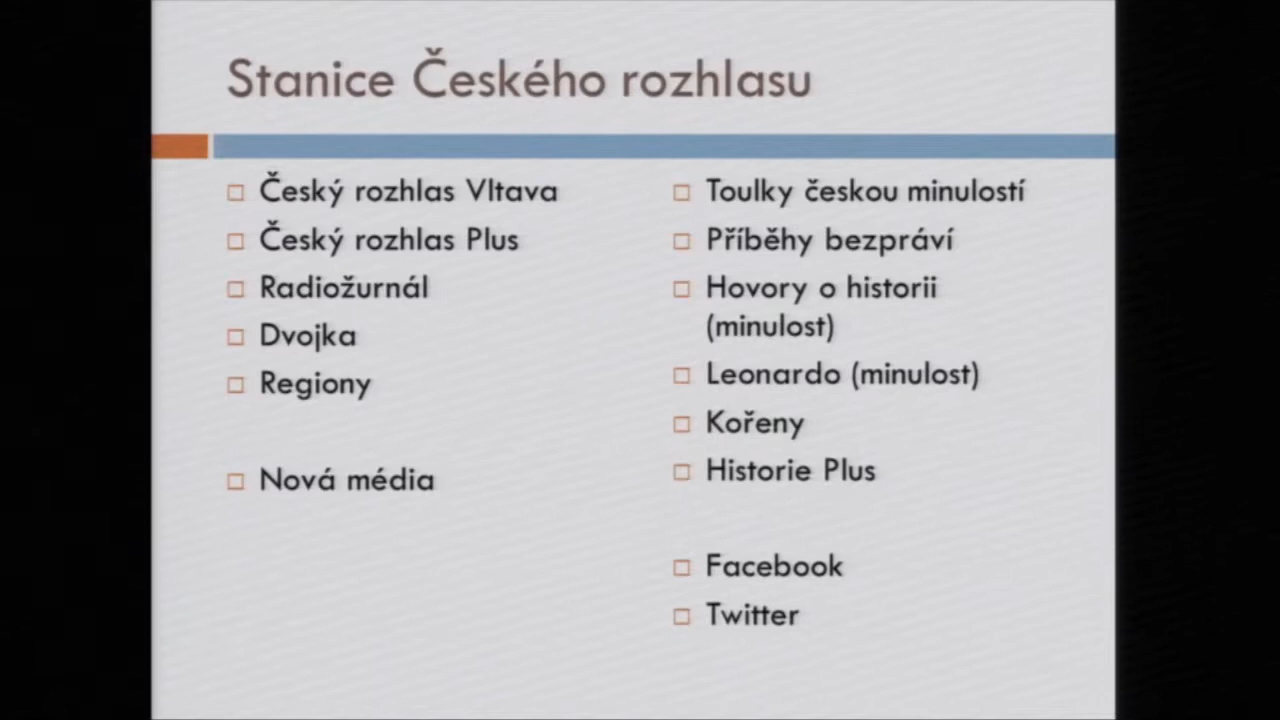 Stanice Českého rozhlasu
Český rozhlas Vltava
Český rozhlas Plus
Radiožurnál
Dvojka
Regiony
Nová média
Toulky českou minulostí
Příběhy bezpráví
Hovory o historii
(minulost)
Leonardo (minulost)
Kořeny
Historie Plus
Facebook
Twitter